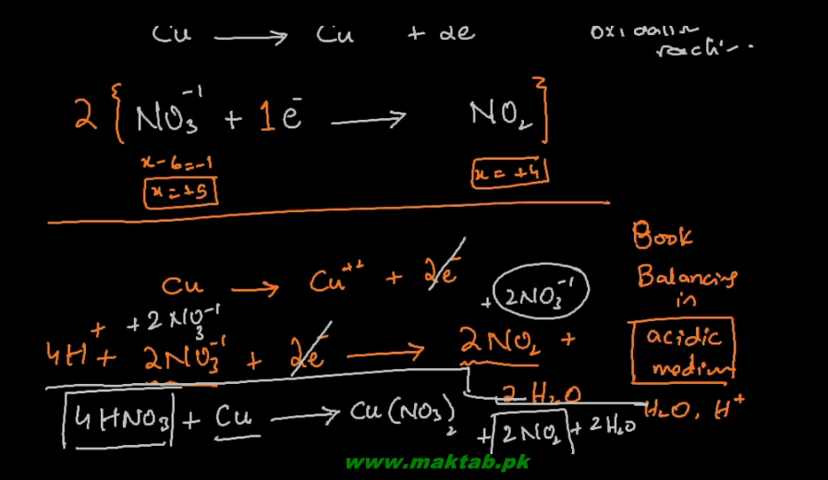 Cu ⟶ Cu + 2e
2 { NO₃⁻¹ + 1e⁻ ⟶ NO₂ }
x-6=-1
x=+5
x=+4
Book
Balancing
in
acidic
medium
H₂O, H⁺
Cu ⟶ Cu⁺⁺ + 2e⁻
+ 2NO₃⁻¹
+ 2NO₃⁻¹
4H⁺ + 2NO₃⁻¹ + 2e⁻ ⟶ 2NO₂ +
2H₂O
4HNO₃ + Cu ⟶ Cu(NO₃)₂
+ 2NO₂ + 2H₂O
www.maktab.pk